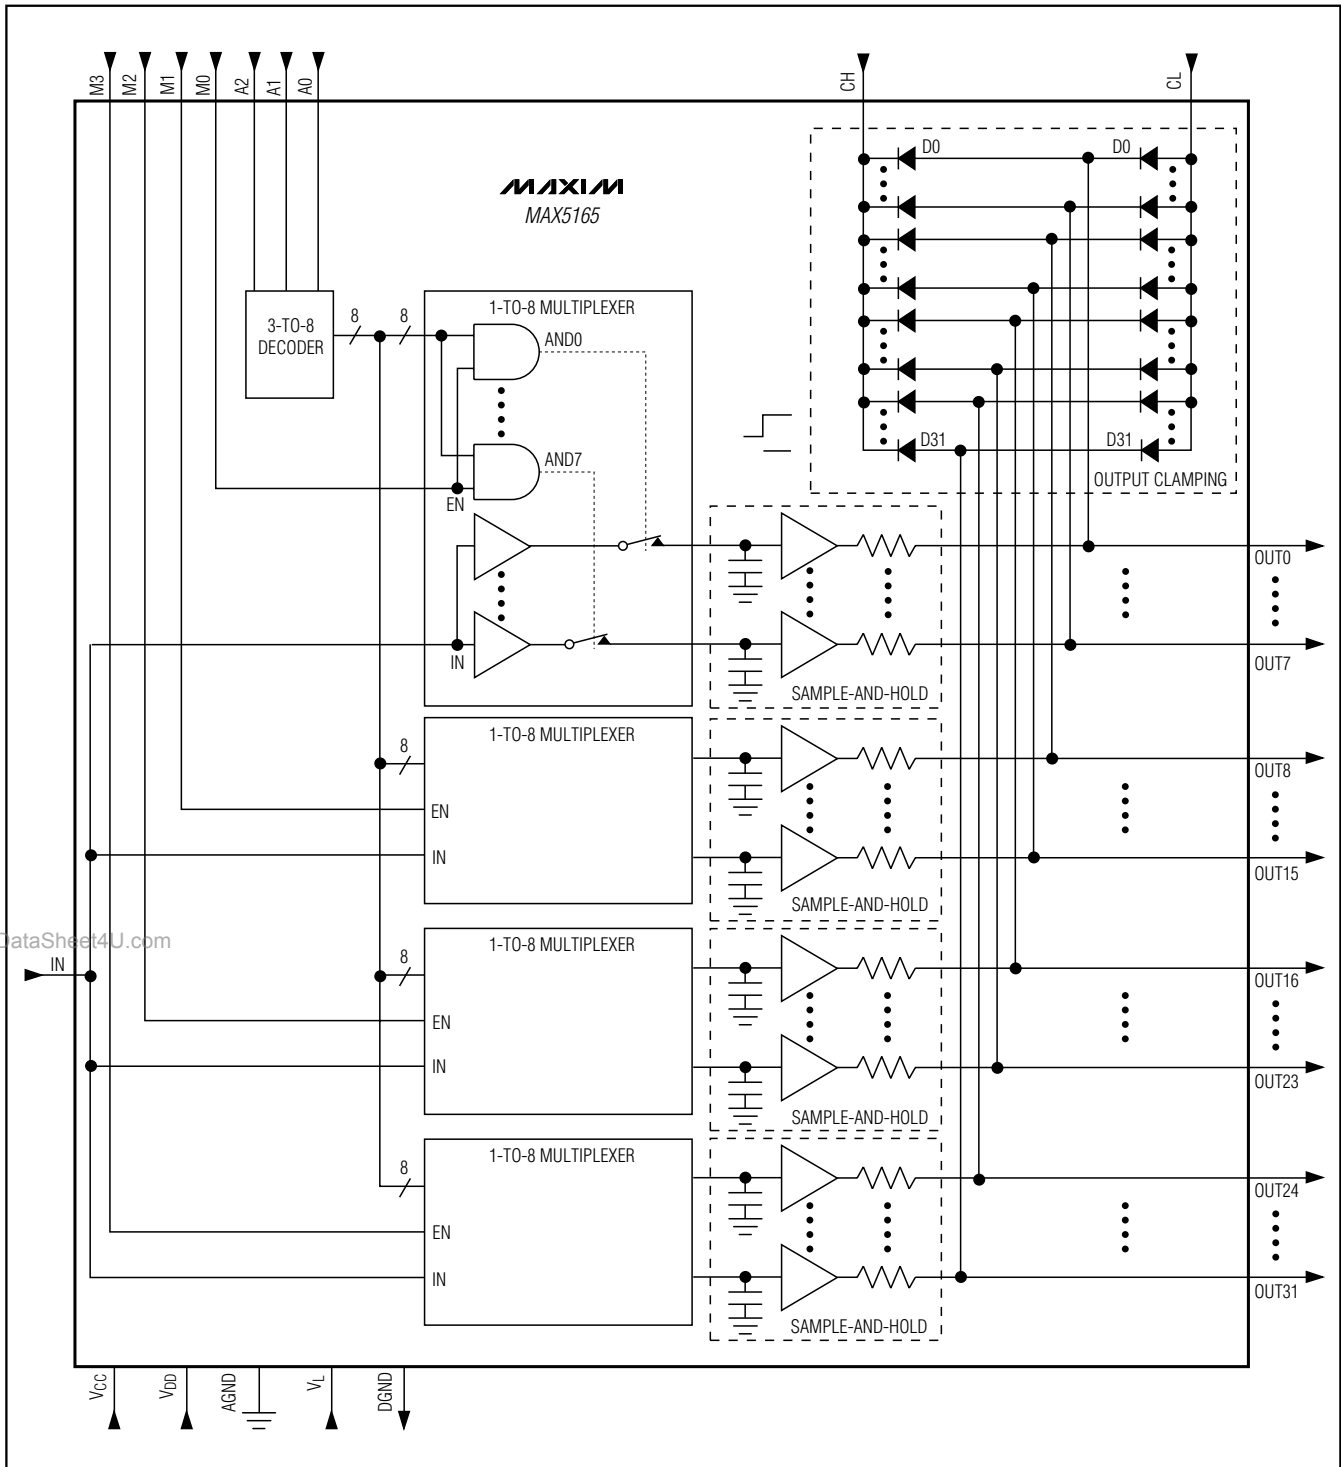 M3
M2
M1
M0
A2
A1
A0
CH
CL
MAXIM
MAX5165
D0
D0
3-TO-8
DECODER
8
8
1-TO-8 MULTIPLEXER
AND0
AND7
EN
IN
D31
D31
OUTPUT CLAMPING
OUT0
OUT7
SAMPLE-AND-HOLD
1-TO-8 MULTIPLEXER
8
EN
IN
OUT8
OUT15
SAMPLE-AND-HOLD
DataSheet4U.com
IN
1-TO-8 MULTIPLEXER
8
EN
IN
OUT16
OUT23
SAMPLE-AND-HOLD
1-TO-8 MULTIPLEXER
8
EN
IN
OUT24
OUT31
SAMPLE-AND-HOLD
VCC
VDD
AGND
VL
DGND